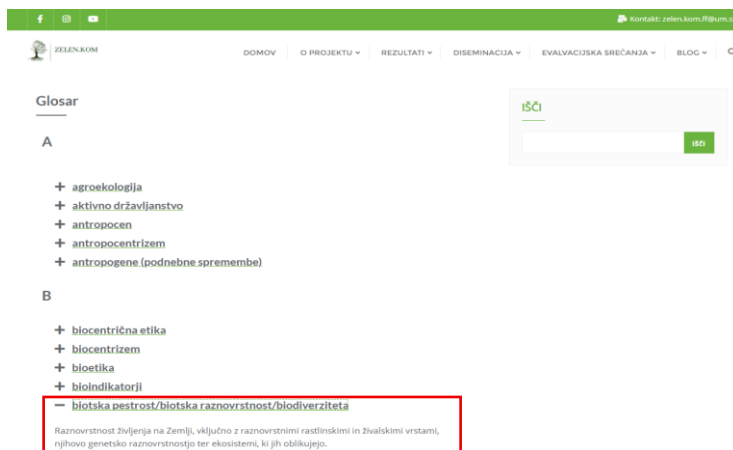 Kontakt: zelen.kom.ff@um.s
ZELEN.KOM
DOMOV O PROJEKTU REZULTATI DISEMINACIJA EVALVACIJSKA SREČANJA BLOG
Glosar
IŠČI
IŠČI
A
agroekologija
aktivno državljanstvo
antropocen
antropocentrizem
antropogene (podnebne spremembe)
B
biocentrična etika
biocentrizem
bioetika
bioindikatorji
biotska pestrost/biotska raznovrstnost/biodiverziteta
Raznovrstnost življenja na Zemlji, vključno z raznovrstnimi rastlinskimi in živalskimi vrstami,
njihovo genetsko raznovrstnostjo ter ekosistemi, ki jih oblikujejo.